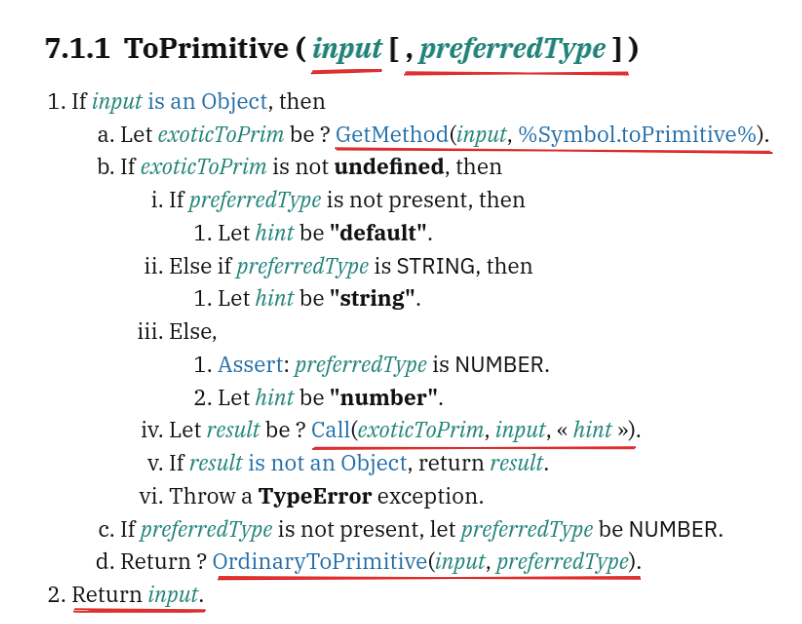 7.1.1 ToPrimitive ( input [ , preferredType ] )
1. If input is an Object, then
a. Let exoticToPrim be ? GetMethod(input, %Symbol.toPrimitive%).
b. If exoticToPrim is not undefined, then
i. If preferredType is not present, then
1. Let hint be "default".
ii. Else if preferredType is STRING, then
1. Let hint be "string".
iii. Else,
1. Assert: preferredType is NUMBER.
2. Let hint be "number".
iv. Let result be ? Call(exoticToPrim, input, « hint »).
v. If result is not an Object, return result.
vi. Throw a TypeError exception.
c. If preferredType is not present, let preferredType be NUMBER.
d. Return ? OrdinaryToPrimitive(input, preferredType).
2. Return input.